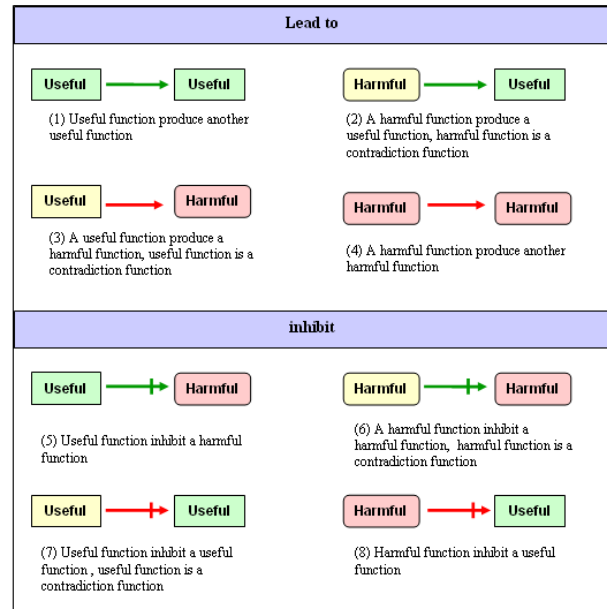 Lead to
Useful Useful
Harmful Useful
(1) Useful function produce another
useful function
(2) A harmful function produce a
useful function, harmful function is a
contradiction function
Useful Harmful
Harmful Harmful
(3) A useful function produce a
harmful function, useful function is a
contradiction function
(4) A harmful function produce another
harmful function
inhibit
Useful Harmful
Harmful Harmful
(5) Useful function inhibit a harmful
function
(6) A harmful function inhibit a
harmful function, harmful function is a
contradiction function
Useful Useful
Harmful Useful
(7) Useful function inhibit a useful
function , useful function is a
contradiction function
(8) Harmful function inhibit a useful
function